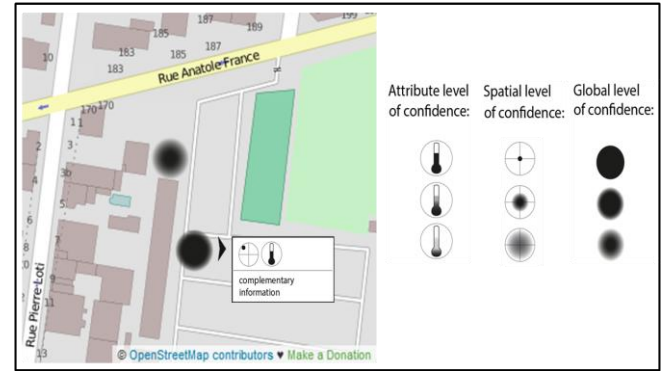 187
185
187
189
199
183
185
10
183
Rue Anatole France
170
170
11
2
3
4
3b
5
6
7
8
9
11
13
Rue Pierre-Loti
complementary
information
© OpenStreetMap contributors ♥ Make a Donation
Attribute level
of confidence:
Spatial level
of confidence:
Global level
of confidence: